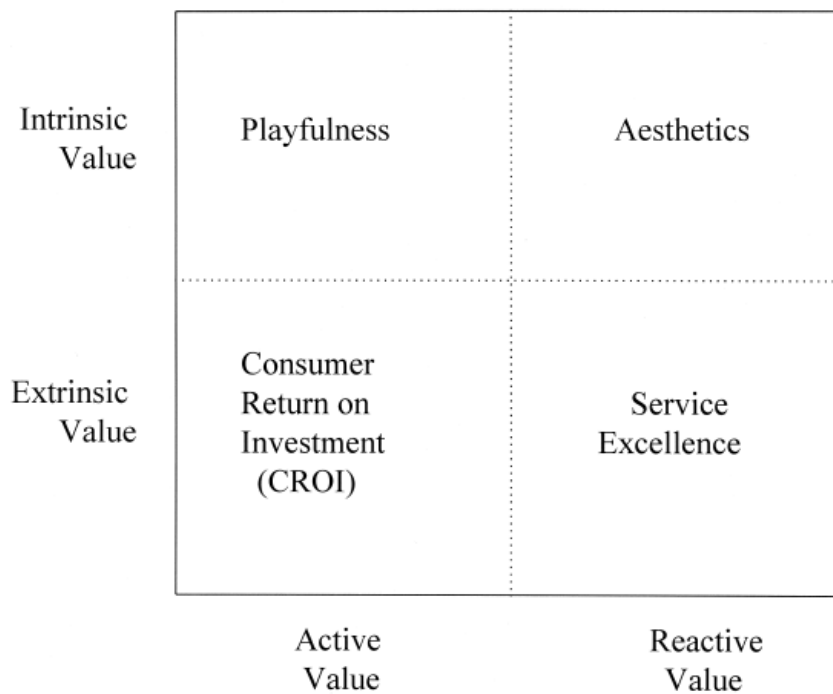 Intrinsic
Value
Playfulness
Aesthetics
Extrinsic
Value
Consumer
Return on
Investment
(CROI)
Service
Excellence
Active
Value
Reactive
Value